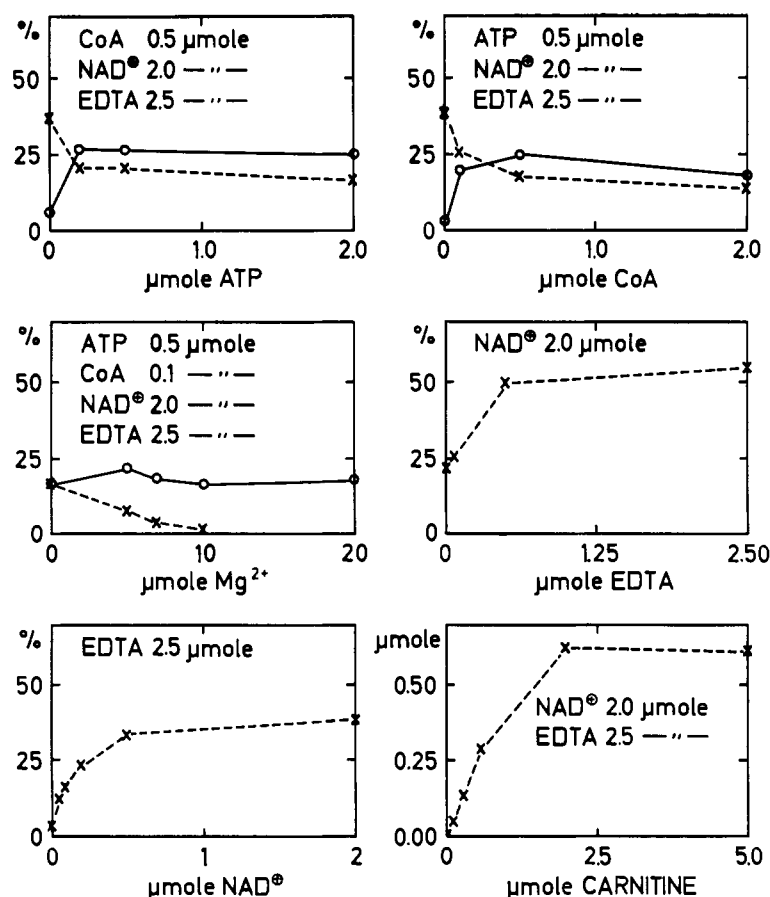 %
CoA 0.5 µmole
NAD⊕ 2.0 — " —
EDTA 2.5 — " —
50
25
0
0 1.0 2.0
µmole ATP
%
ATP 0.5 µmole
NAD⊕ 2.0 — " —
EDTA 2.5 — " —
50
25
0
0 1.0 2.0
µmole CoA
%
ATP 0.5 µmole
CoA 0.1 — " —
NAD⊕ 2.0 — " —
EDTA 2.5 — " —
50
25
0
0 10 20
µmole Mg²⁺
%
NAD⊕ 2.0 µmole
50
25
0
0 1.25 2.50
µmole EDTA
%
EDTA 2.5 µmole
50
25
0
0 1 2
µmole NAD⊕
µmole
0.50
NAD⊕ 2.0 µmole
EDTA 2.5 — " —
0.25
0.00
0 2.5 5.0
µmole CARNITINE